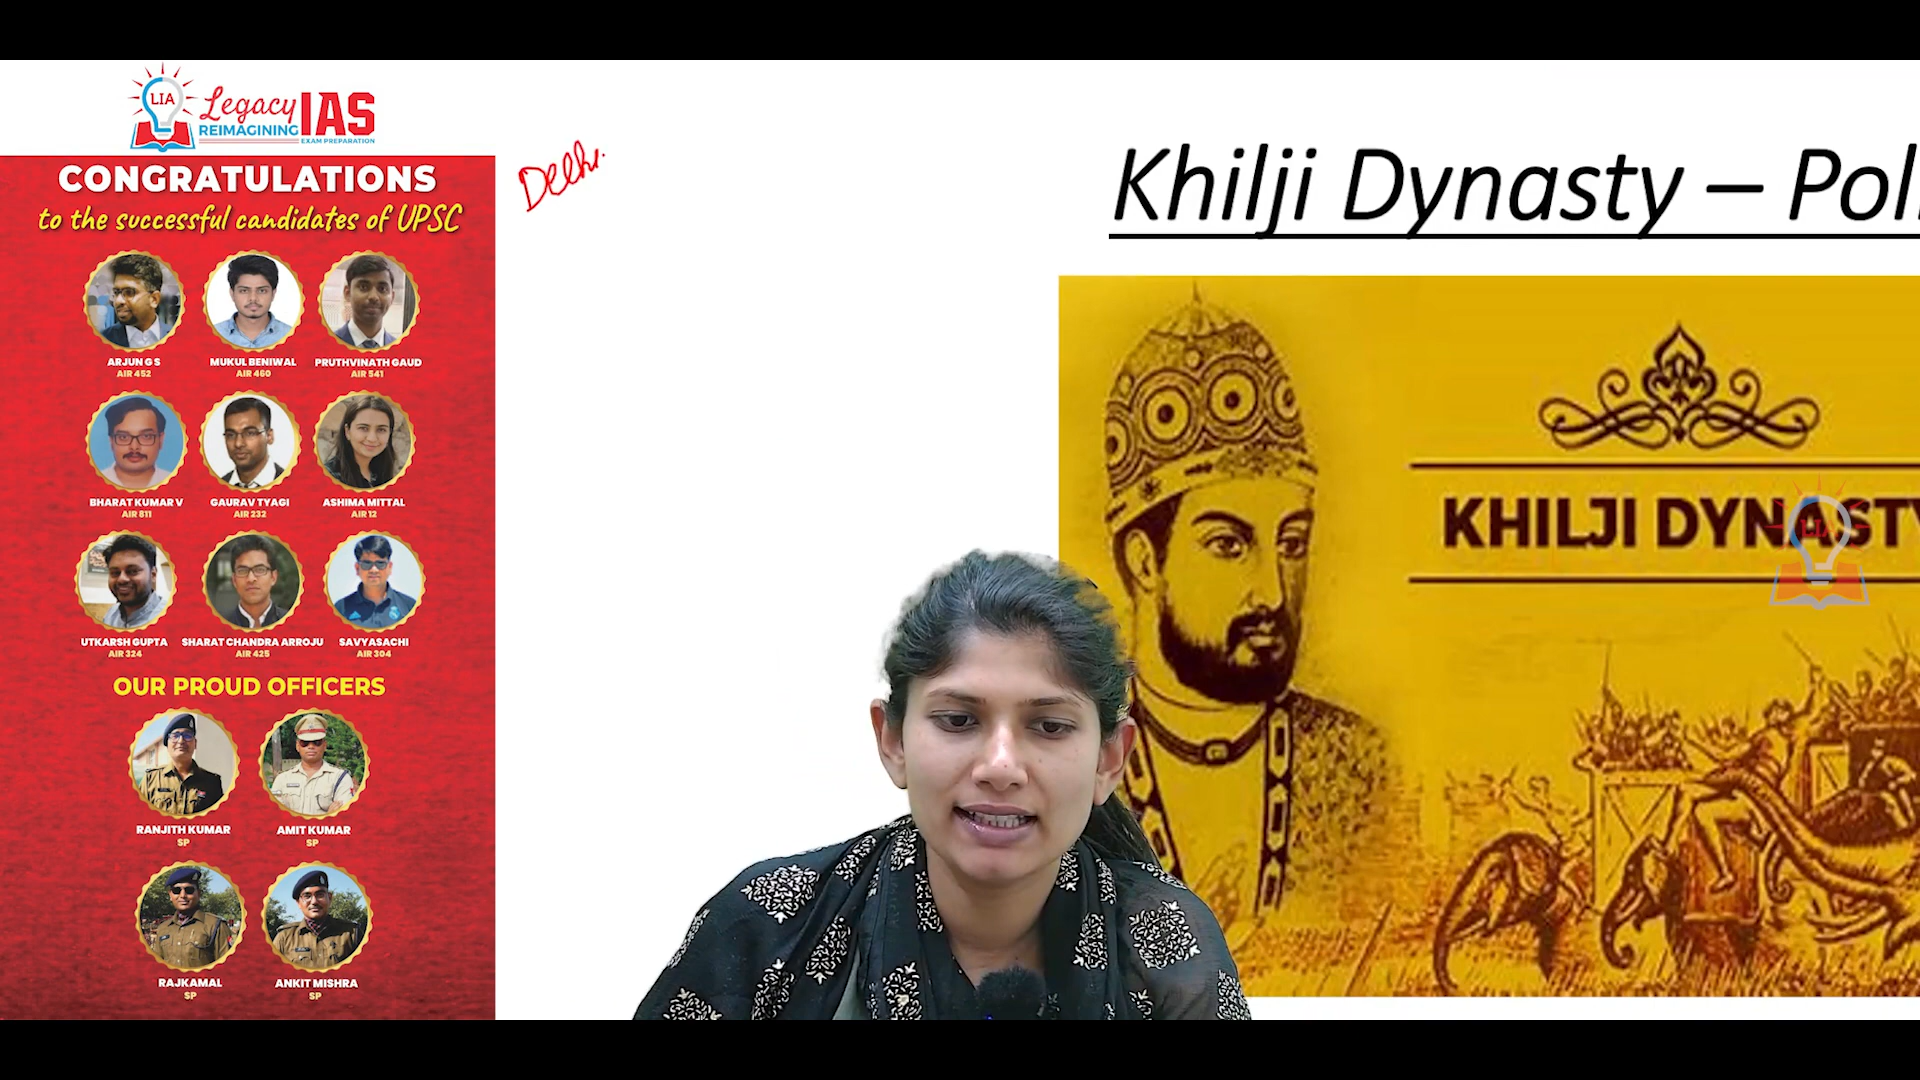 LIA Legacy IAS
REIMAGINING
EXAM PREPARATION
CONGRATULATIONS
to the successful candidates of UPSC
ARJUN G S MUKUL BENIWAL PRUTHVINATH GAUD
AIR 452 AIR 460 AIR 541
BHARAT KUMAR V GAURAV TYAGI ASHIMA MITTAL
AIR 811 AIR 232 AIR 12
UTKARSH GUPTA SHARAT CHANDRA ARROJU SAVYASACHI
AIR 324 AIR 425 AIR 304
OUR PROUD OFFICERS
RANJITH KUMAR AMIT KUMAR
SP SP
RAJKAMAL ANKIT MISHRA
SP SP
Delhi
Khilji Dynasty – Pol
KHILJI DYNASTY
LIA